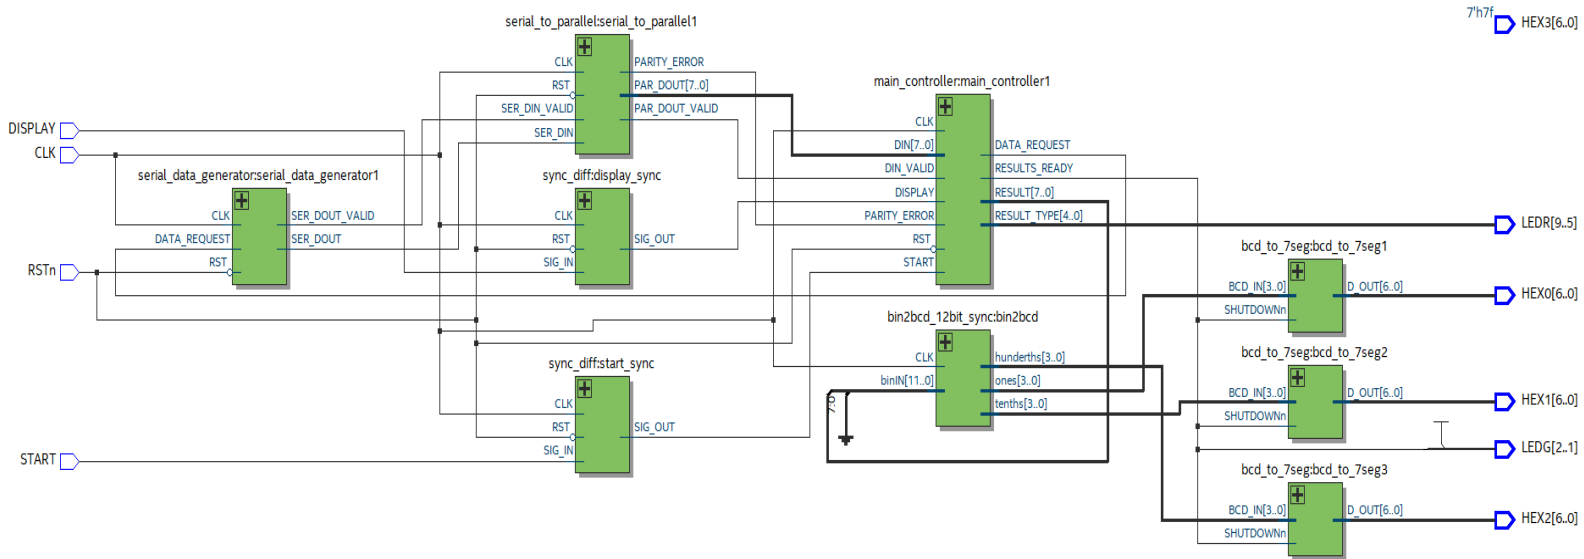 serial_to_parallel:serial_to_parallel1
CLK
RST
SER_DIN_VALID
SER_DIN
PARITY_ERROR
PAR_DOUT[7..0]
PAR_DOUT_VALID
7'h7f
HEX3[6..0]
main_controller:main_controller1
CLK
DIN[7..0]
DIN_VALID
DISPLAY
PARITY_ERROR
RST
START
DATA_REQUEST
RESULTS_READY
RESULT[7..0]
RESULT_TYPE[4..0]
DISPLAY
CLK
RSTn
START
serial_data_generator:serial_data_generator1
CLK
DATA_REQUEST
RST
SER_DOUT_VALID
SER_DOUT
sync_diff:display_sync
CLK
RST
SIG_IN
SIG_OUT
sync_diff:start_sync
CLK
RST
SIG_IN
SIG_OUT
bin2bcd_12bit_sync:bin2bcd
CLK
binIN[11..0]
7:0
hunderths[3..0]
ones[3..0]
tenths[3..0]
LEDR[9..5]
bcd_to_7seg:bcd_to_7seg1
BCD_IN[3..0]
SHUTDOWNn
D_OUT[6..0]
HEX0[6..0]
bcd_to_7seg:bcd_to_7seg2
BCD_IN[3..0]
SHUTDOWNn
D_OUT[6..0]
HEX1[6..0]
LEDG[2..1]
bcd_to_7seg:bcd_to_7seg3
BCD_IN[3..0]
SHUTDOWNn
D_OUT[6..0]
HEX2[6..0]